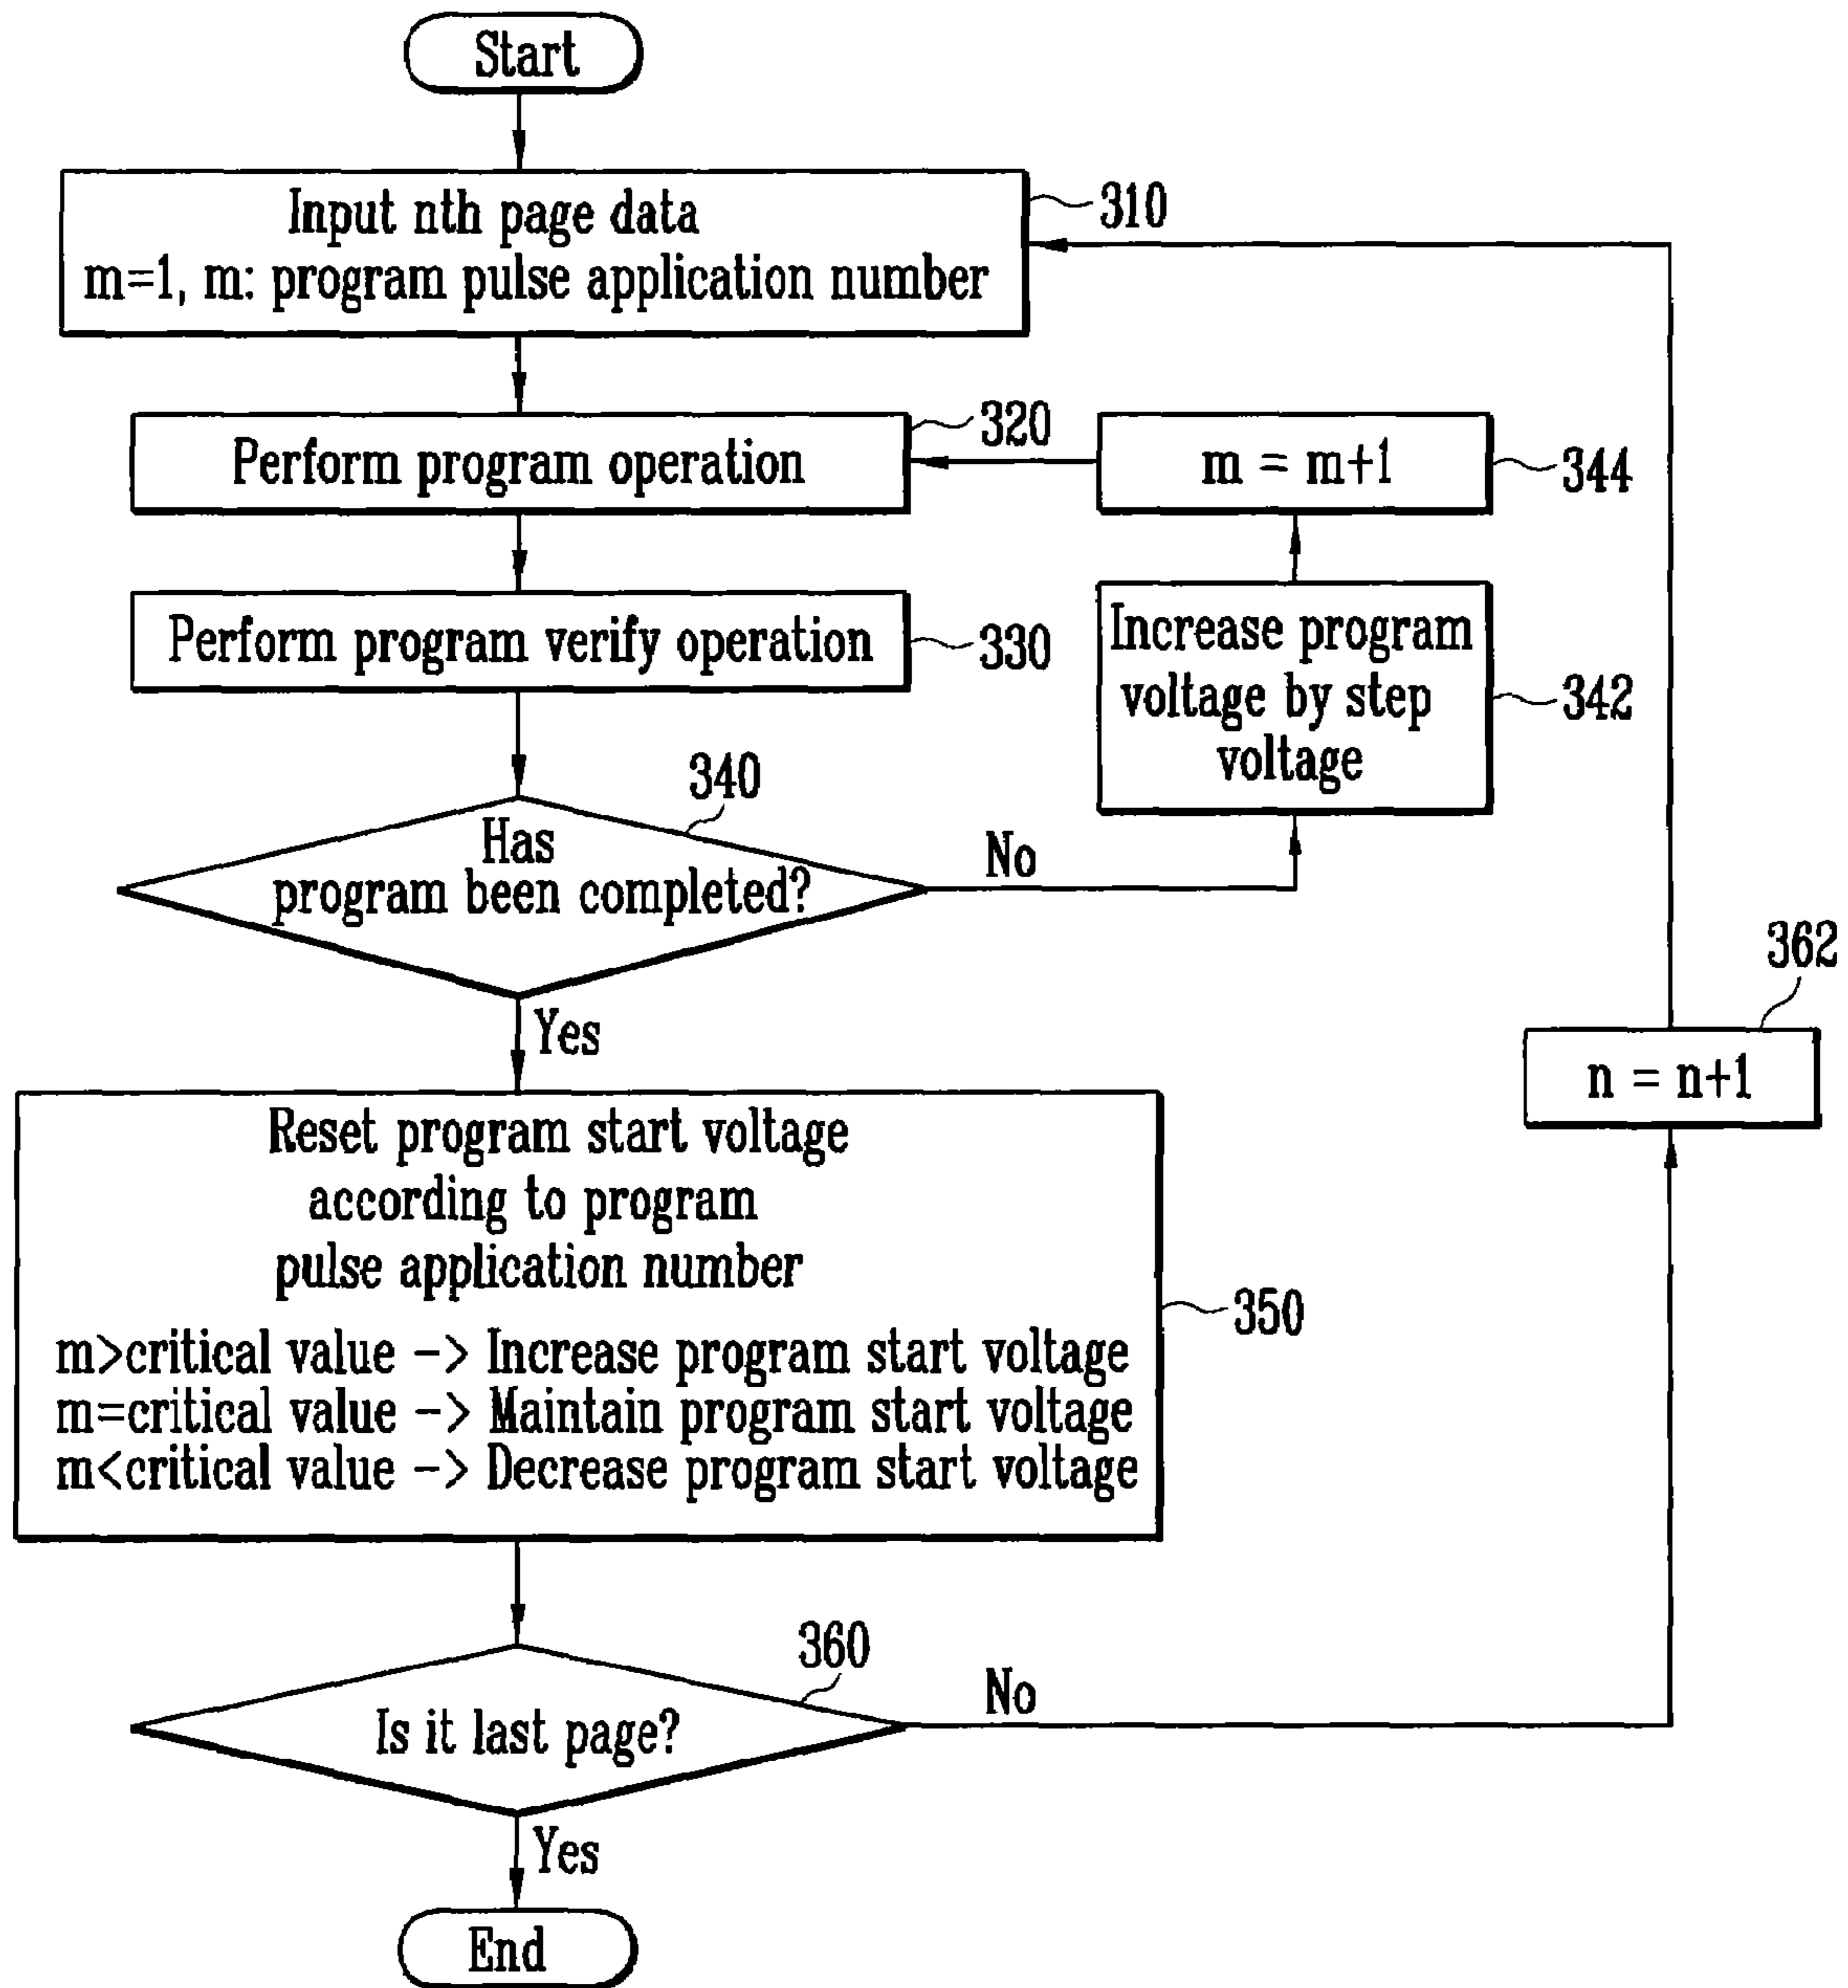 Start
Input nth page data
m=1, m: program pulse application number
310
Perform program operation
320
m = m+1
344
Perform program verify operation
330
Increase program
voltage by step
voltage
342
340
Has
program been completed?
No
Yes
362
n = n+1
Reset program start voltage
according to program
pulse application number
m>critical value -> Increase program start voltage
m=critical value -> Maintain program start voltage
m<critical value -> Decrease program start voltage
350
360
Is it last page?
No
Yes
End